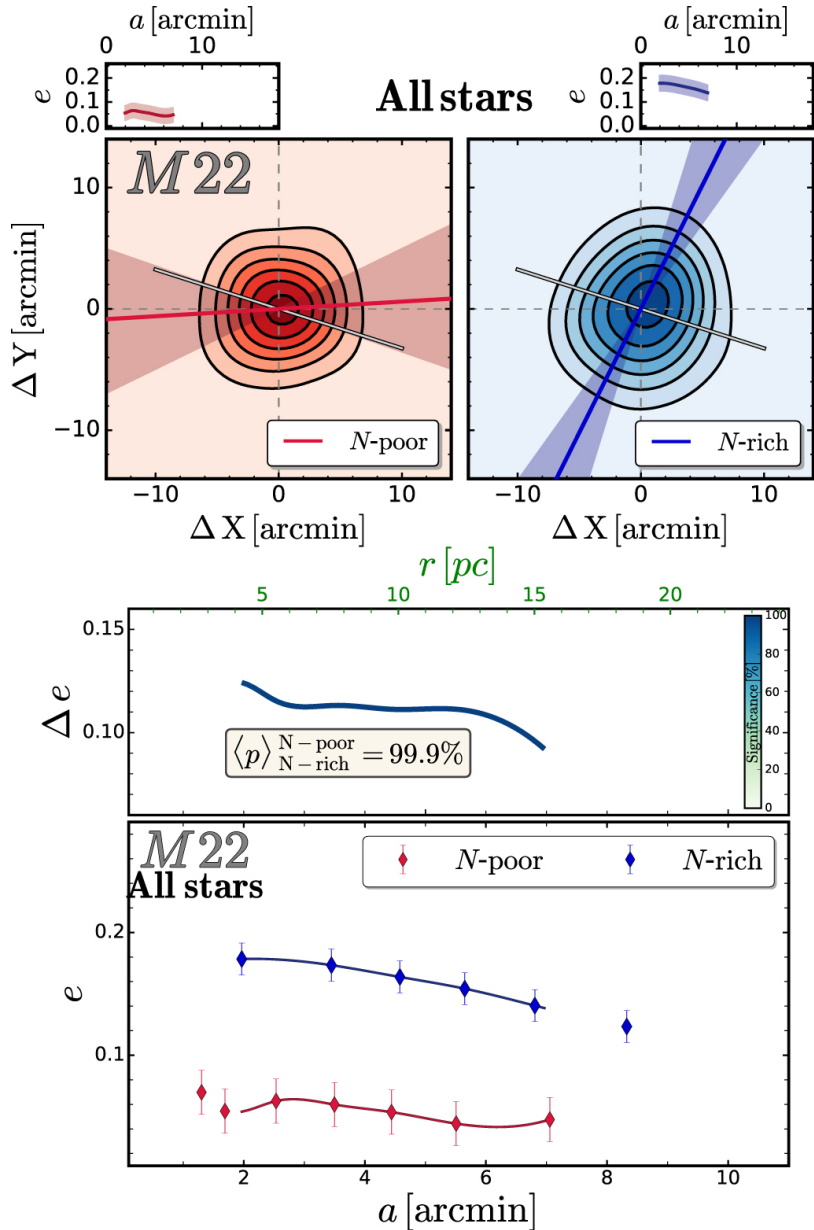 a [arcmin] a [arcmin]
0 10 0 10
0.2 0.2
e e
0.1 All stars 0.1
0.0 0.0
M 22
10
0
−10
Δ Y [arcmin]
N-poor N-rich
−10 0 10 −10 0 10
Δ X [arcmin] Δ X [arcmin]
r [pc]
5 10 15 20
0.15
0.10
Δ e
⟨p⟩ N−poor N−rich = 99.9%
100
80
60
40
20
0
Significance [%]
M 22
All stars
N-poor N-rich
0.2
e
0.1
2 4 6 8 10
a [arcmin]